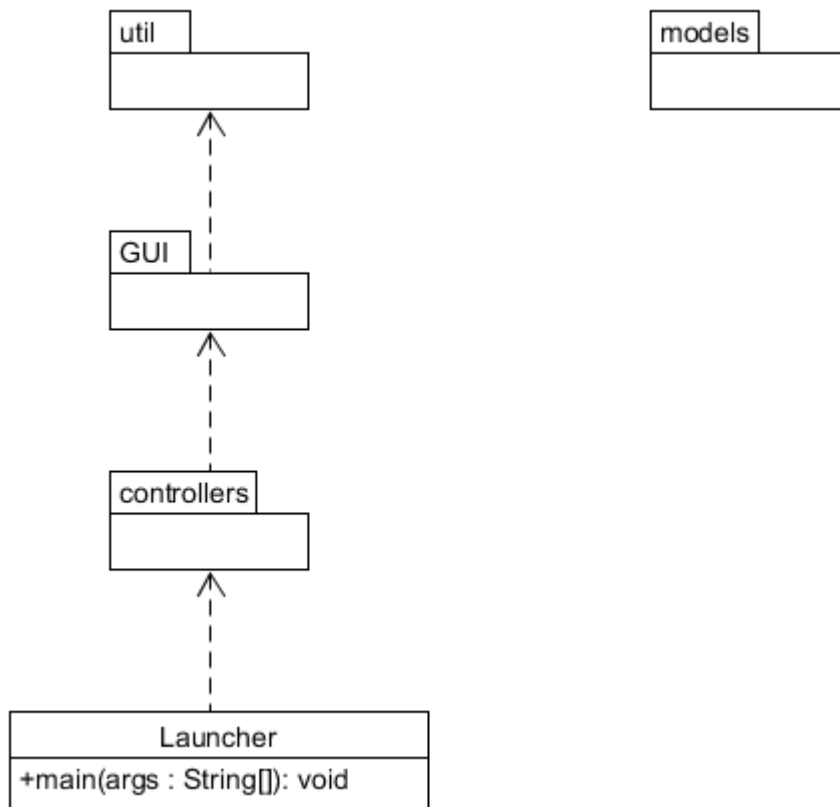 util
models
GUI
controllers
Launcher
+main(args : String[]): void